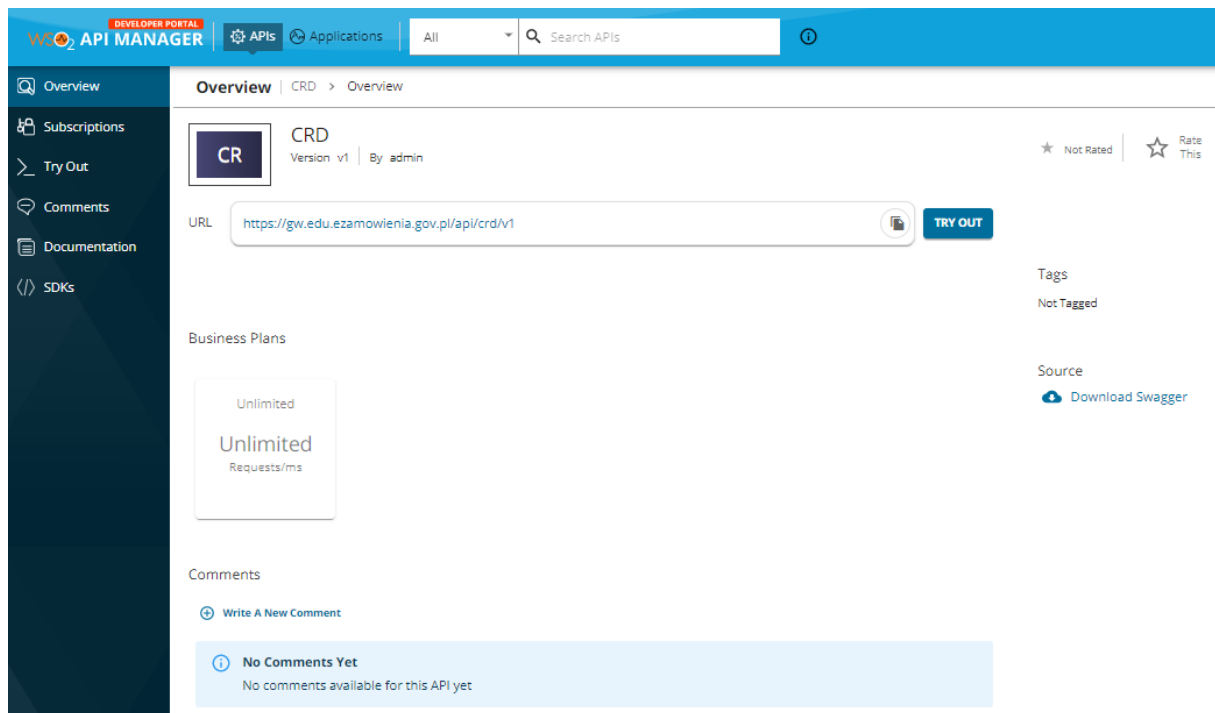 DEVELOPER PORTAL
WSO2 API MANAGER
APIs
Applications
All
Search APIs
Overview
Subscriptions
Try Out
Comments
Documentation
SDKs
Overview | CRD > Overview
CR
CRD
Version v1 | By admin
Not Rated
Rate This
URL
https://gw.edu.ezamowienia.gov.pl/api/crd/v1
TRY OUT
Tags
Not Tagged
Business Plans
Source
Download Swagger
Unlimited
Unlimited
Requests/ms
Comments
Write A New Comment
No Comments Yet
No comments available for this API yet